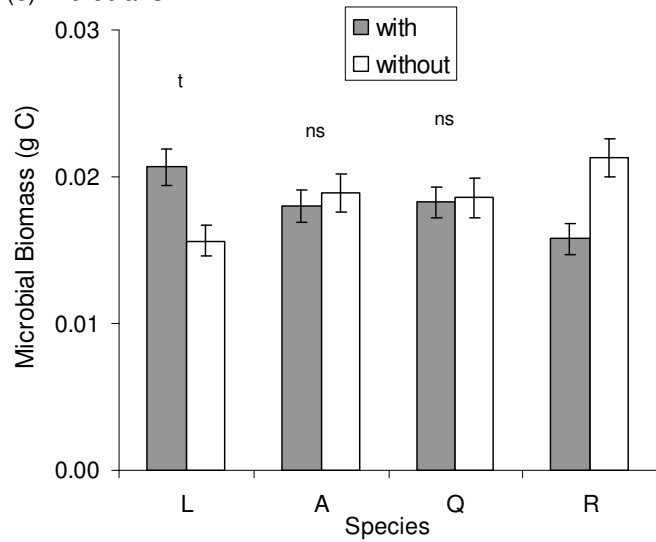 0.03
with
without
t
ns
ns
0.02
0.01
0.00
Microbial Biomass (g C)
L A Q R
Species